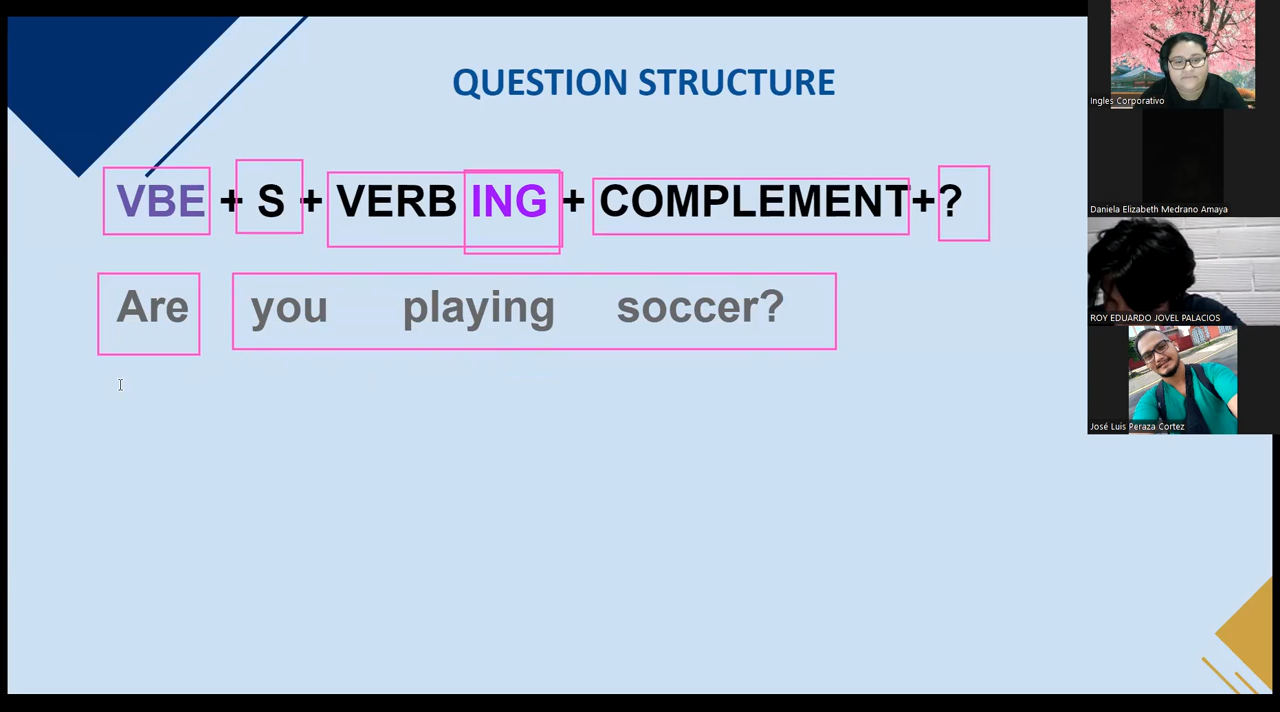 QUESTION STRUCTURE
VBE + S + VERB ING + COMPLEMENT+?
Are you playing soccer?
Ingles Corporativo
Daniela Elizabeth Medrano Amaya
ROY EDUARDO JOVEL PALACIOS
José Luis Peraza Cortez